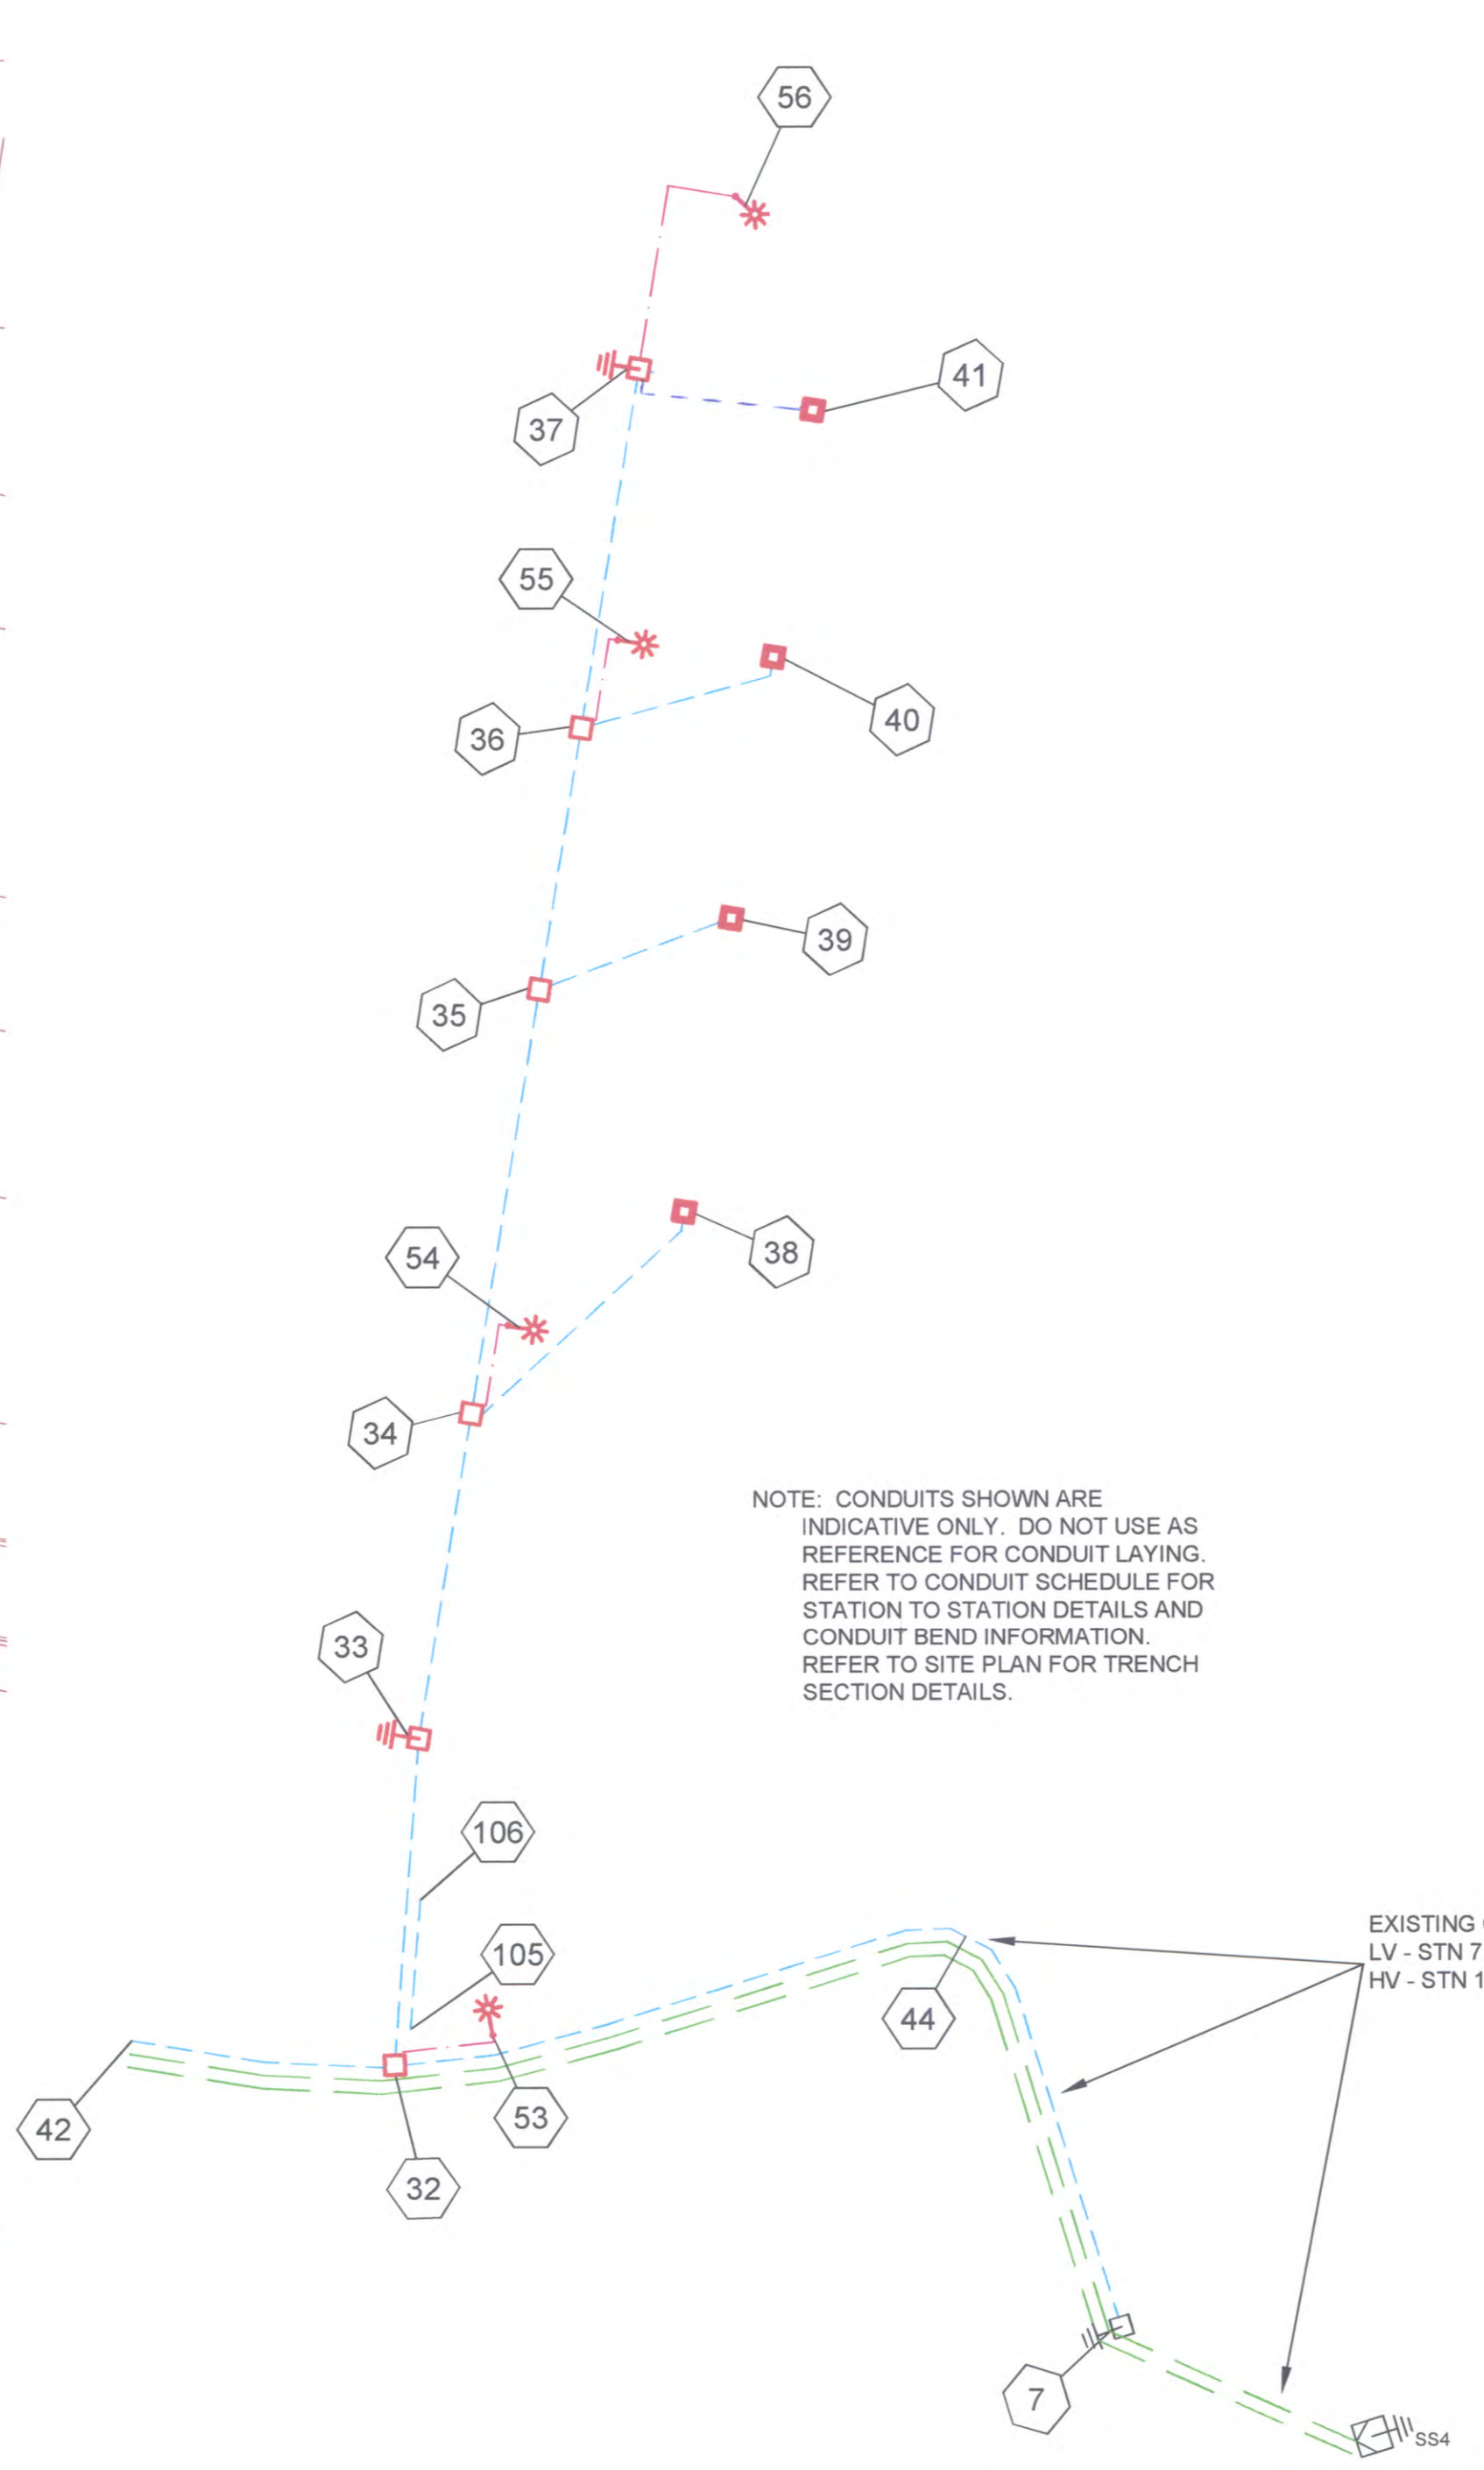 56
41
37
55
40
36
39
35
38
54
34
NOTE: CONDUITS SHOWN ARE
INDICATIVE ONLY. DO NOT USE AS
REFERENCE FOR CONDUIT LAYING.
REFER TO CONDUIT SCHEDULE FOR
STATION TO STATION DETAILS AND
CONDUIT BEND INFORMATION.
REFER TO SITE PLAN FOR TRENCH
SECTION DETAILS.
33
106
EXISTING
LV - STN 7
HV - STN 1
105
44
53
42
32
7
SS4